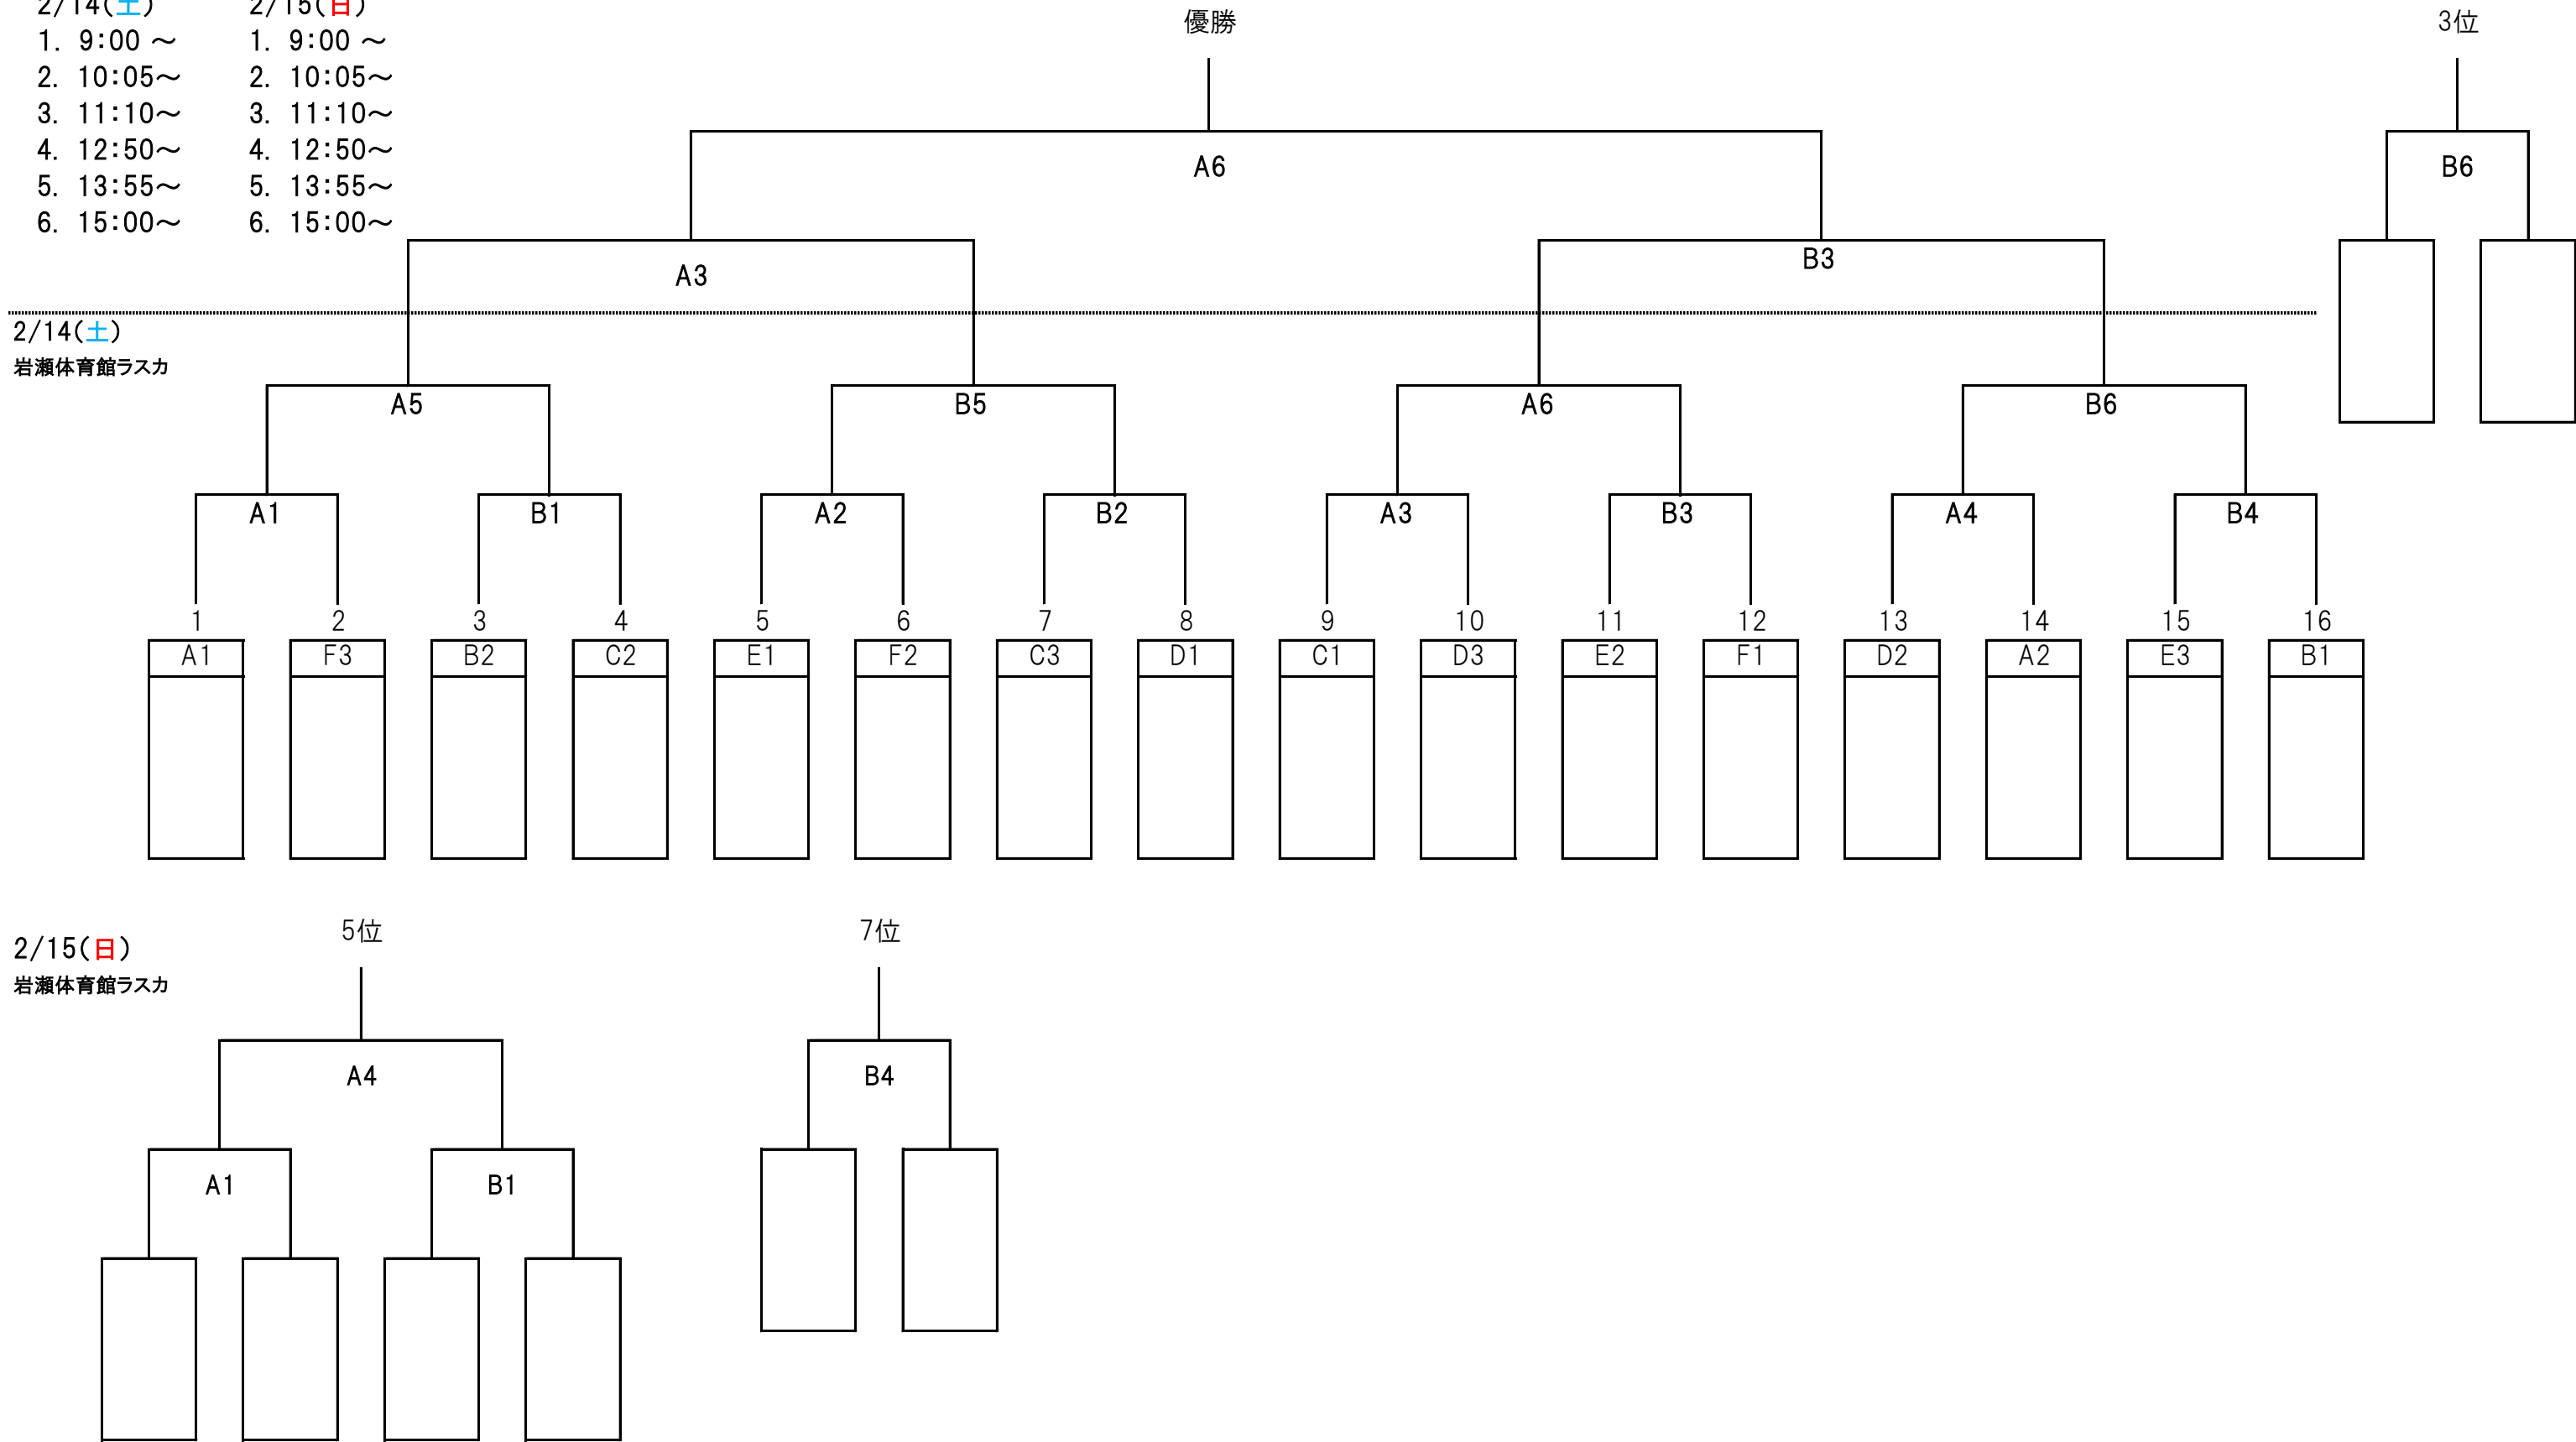 2/14(土) 2/15(日)
1. 9:00 ～ 1. 9:00 ～
2. 10:05～ 2. 10:05～
3. 11:10～ 3. 11:10～
4. 12:50～ 4. 12:50～
5. 13:55～ 5. 13:55～
6. 15:00～ 6. 15:00～
優勝 3位
A6 B6
A3 B3
2/14(土)
岩瀬体育館ラスカ
A5 B5 A6 B6
A1 B1 A2 B2 A3 B3 A4 B4
1 2 3 4 5 6 7 8 9 10 11 12 13 14 15 16
A1 F3 B2 C2 E1 F2 C3 D1 C1 D3 E2 F1 D2 A2 E3 B1
2/15(日)
岩瀬体育館ラスカ
5位 7位
A4 B4
A1 B1